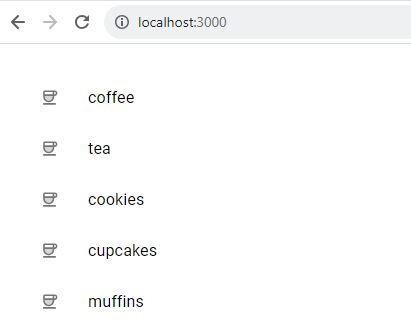 localhost:3000
coffee
tea
cookies
cupcakes
muffins